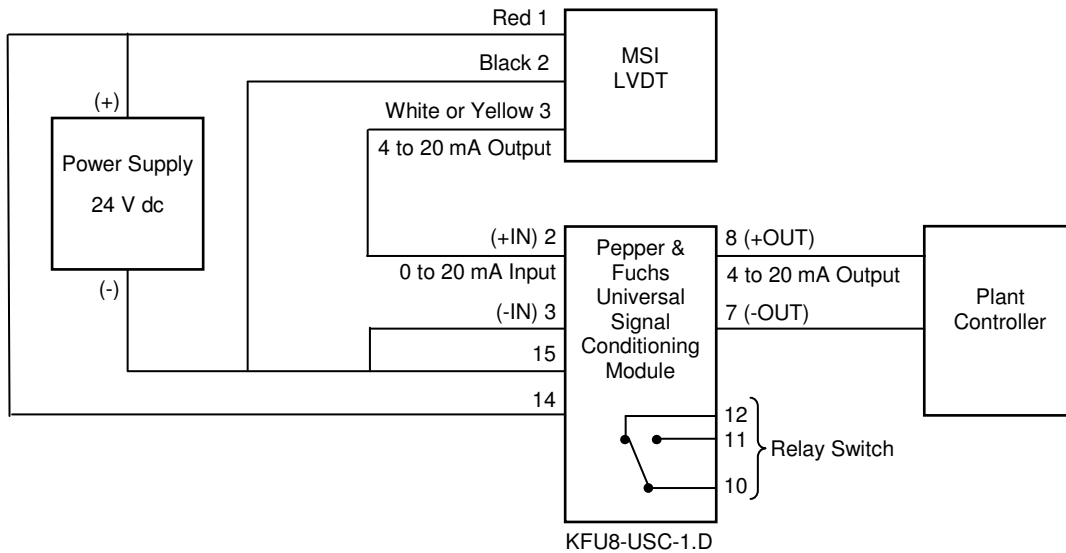 Red 1
Black 2
White or Yellow 3
4 to 20 mA Output
MSI
LVDT
(+)
Power Supply
24 V dc
(-)
(+IN) 2
0 to 20 mA Input
(-IN) 3
15
14
Pepper &
Fuchs
Universal
Signal
Conditioning
Module
8 (+OUT)
4 to 20 mA Output
7 (-OUT)
Plant
Controller
12
11
10
Relay Switch
KFU8-USC-1.D